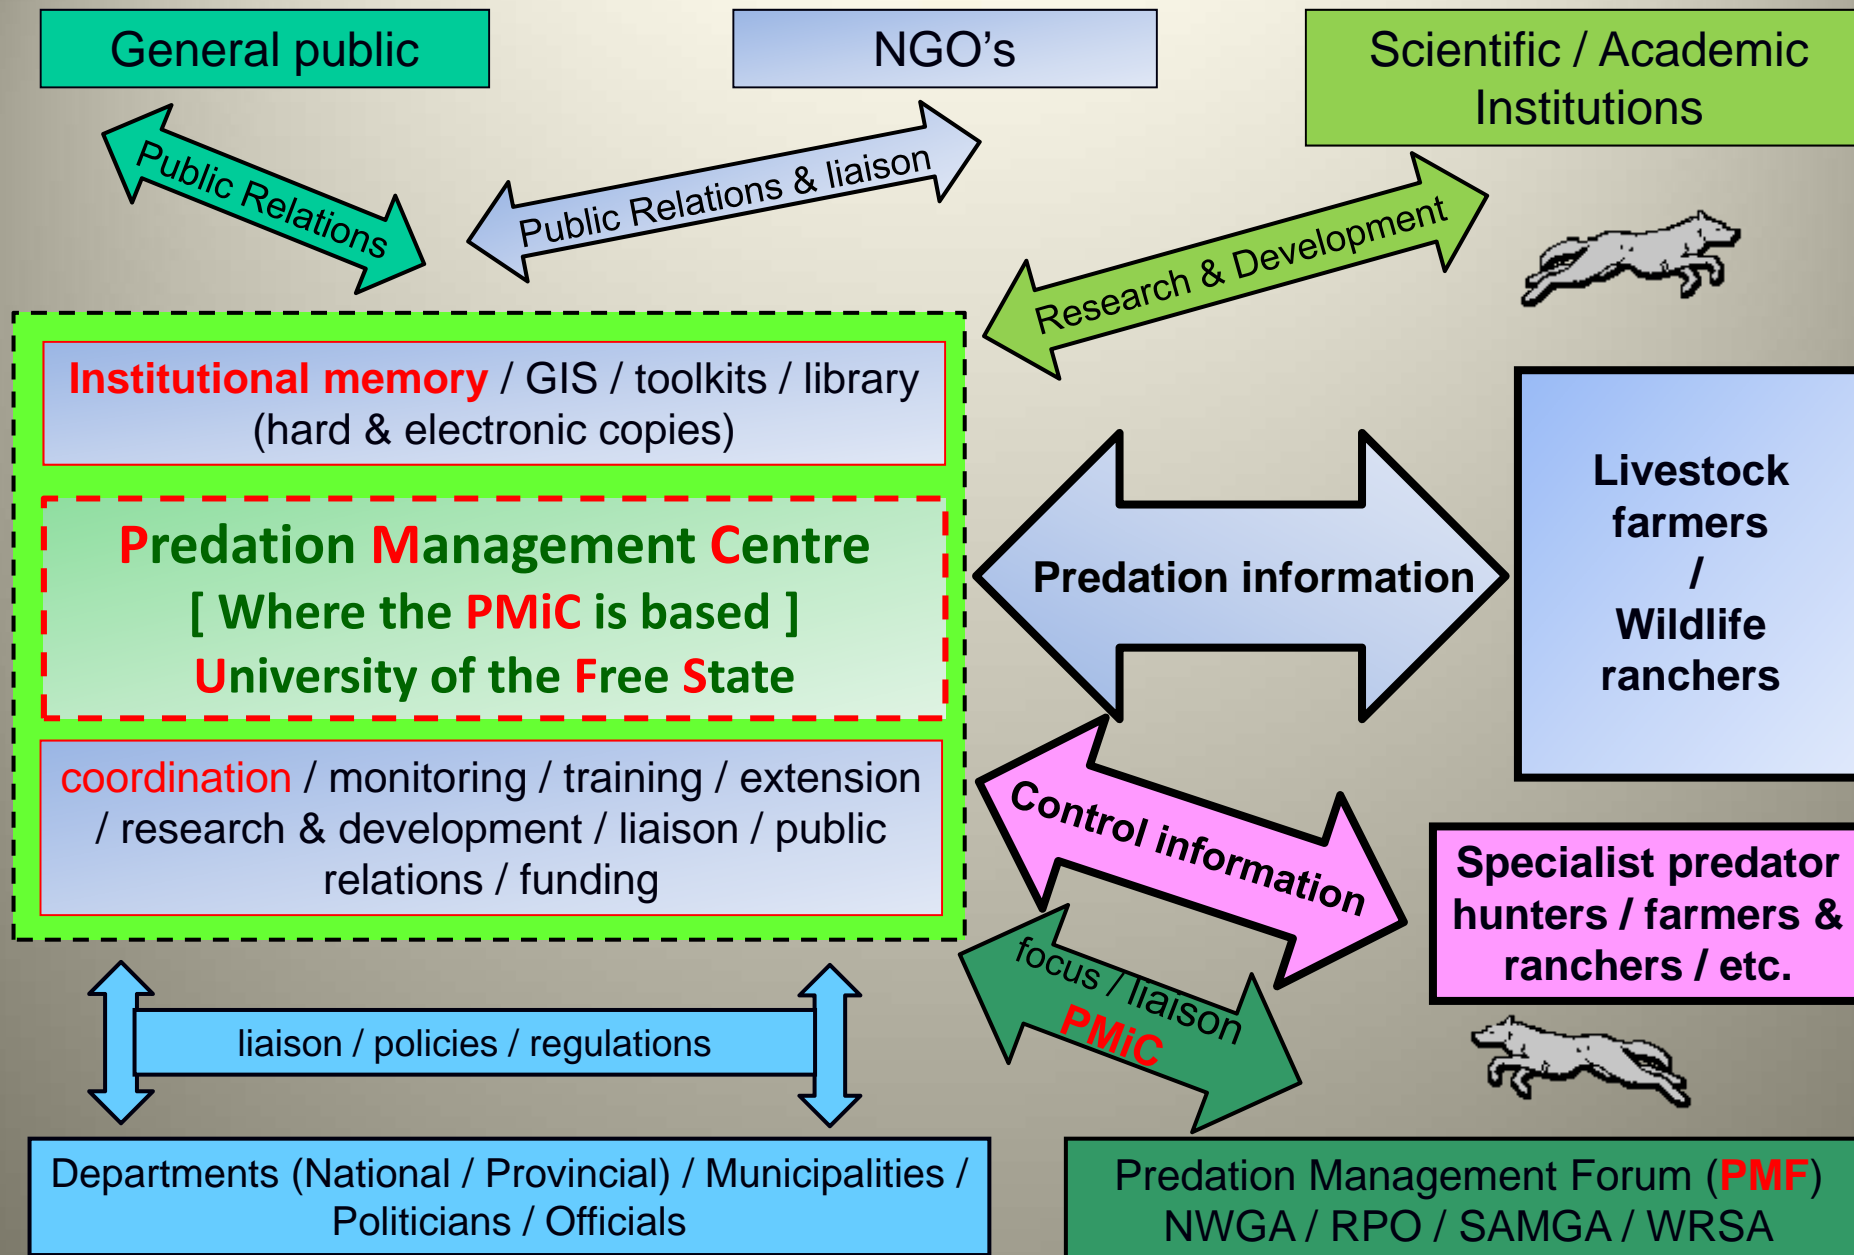 General public
NGO's
Scientific / Academic
Institutions
Public Relations
Public Relations & liaison
Research & Development
Institutional memory / GIS / toolkits / library
(hard & electronic copies)
Predation Management Centre
[ Where the PMiC is based ]
University of the Free State
coordination / monitoring / training / extension
/ research & development / liaison / public
relations / funding
Predation information
Livestock
farmers
/
Wildlife
ranchers
Control information
Specialist predator
hunters / farmers &
ranchers / etc.
focus / liaison
PMiC
liaison / policies / regulations
Departments (National / Provincial) / Municipalities /
Politicians / Officials
Predation Management Forum (PMF)
NWGA / RPO / SAMGA / WRSA